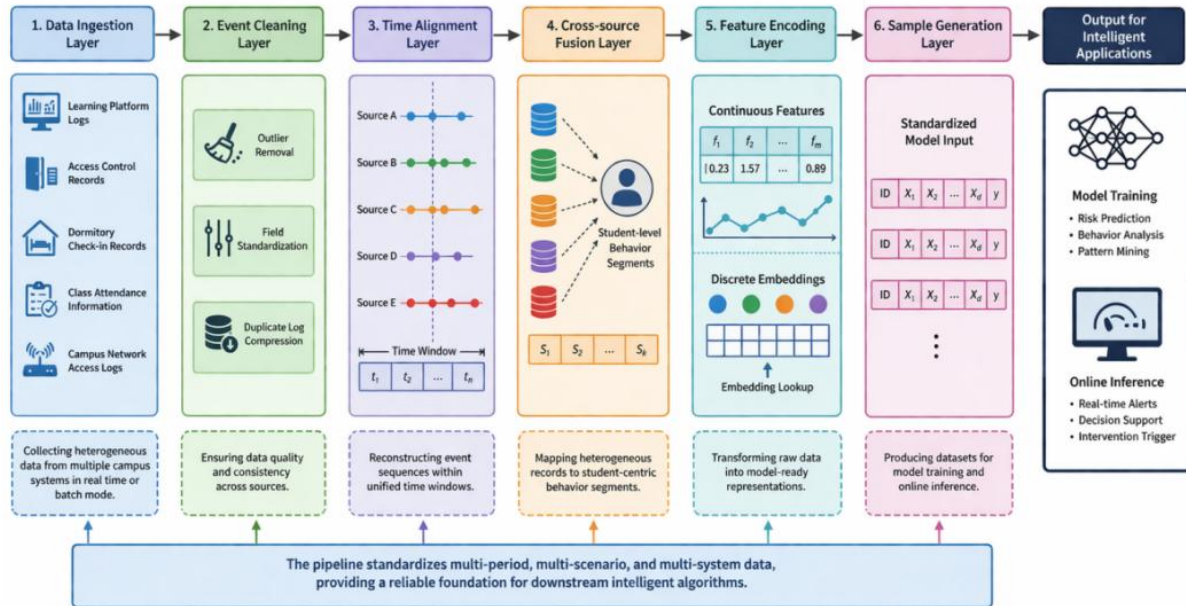 1. Data Ingestion
Layer
2. Event Cleaning
Layer
3. Time Alignment
Layer
4. Cross-source
Fusion Layer
5. Feature Encoding
Layer
6. Sample Generation
Layer
Output for
Intelligent
Applications
Learning Platform
Logs
Access Control
Records
Dormitory
Check-in Records
Class Attendance
Information
Campus Network
Access Logs
Outlier
Removal
Field
Standardization
Duplicate Log
Compression
Source A
Source B
Source C
Source D
Source E
Time Window
t1 t2 ... tn
Student-level
Behavior
Segments
S1 S2 ... Sk
Continuous Features
f1 f2 ... fm
0.23 1.57 ... 0.89
Discrete Embeddings
Embedding Lookup
Standardized
Model Input
ID X1 X2 ... Xd y
ID X1 X2 ... Xd y
ID X1 X2 ... Xd y
Model Training
• Risk Prediction
• Behavior Analysis
• Pattern Mining
Online Inference
• Real-time Alerts
• Decision Support
• Intervention Trigger
Collecting heterogeneous
data from multiple campus
systems in real time or
batch mode.
Ensuring data quality
and consistency
across sources.
Reconstructing event
sequences within
unified time windows.
Mapping heterogeneous
records to student-centric
behavior segments.
Transforming raw data
into model-ready
representations.
Producing datasets for
model training and
online inference.
The pipeline standardizes multi-period, multi-scenario, and multi-system data,
providing a reliable foundation for downstream intelligent algorithms.